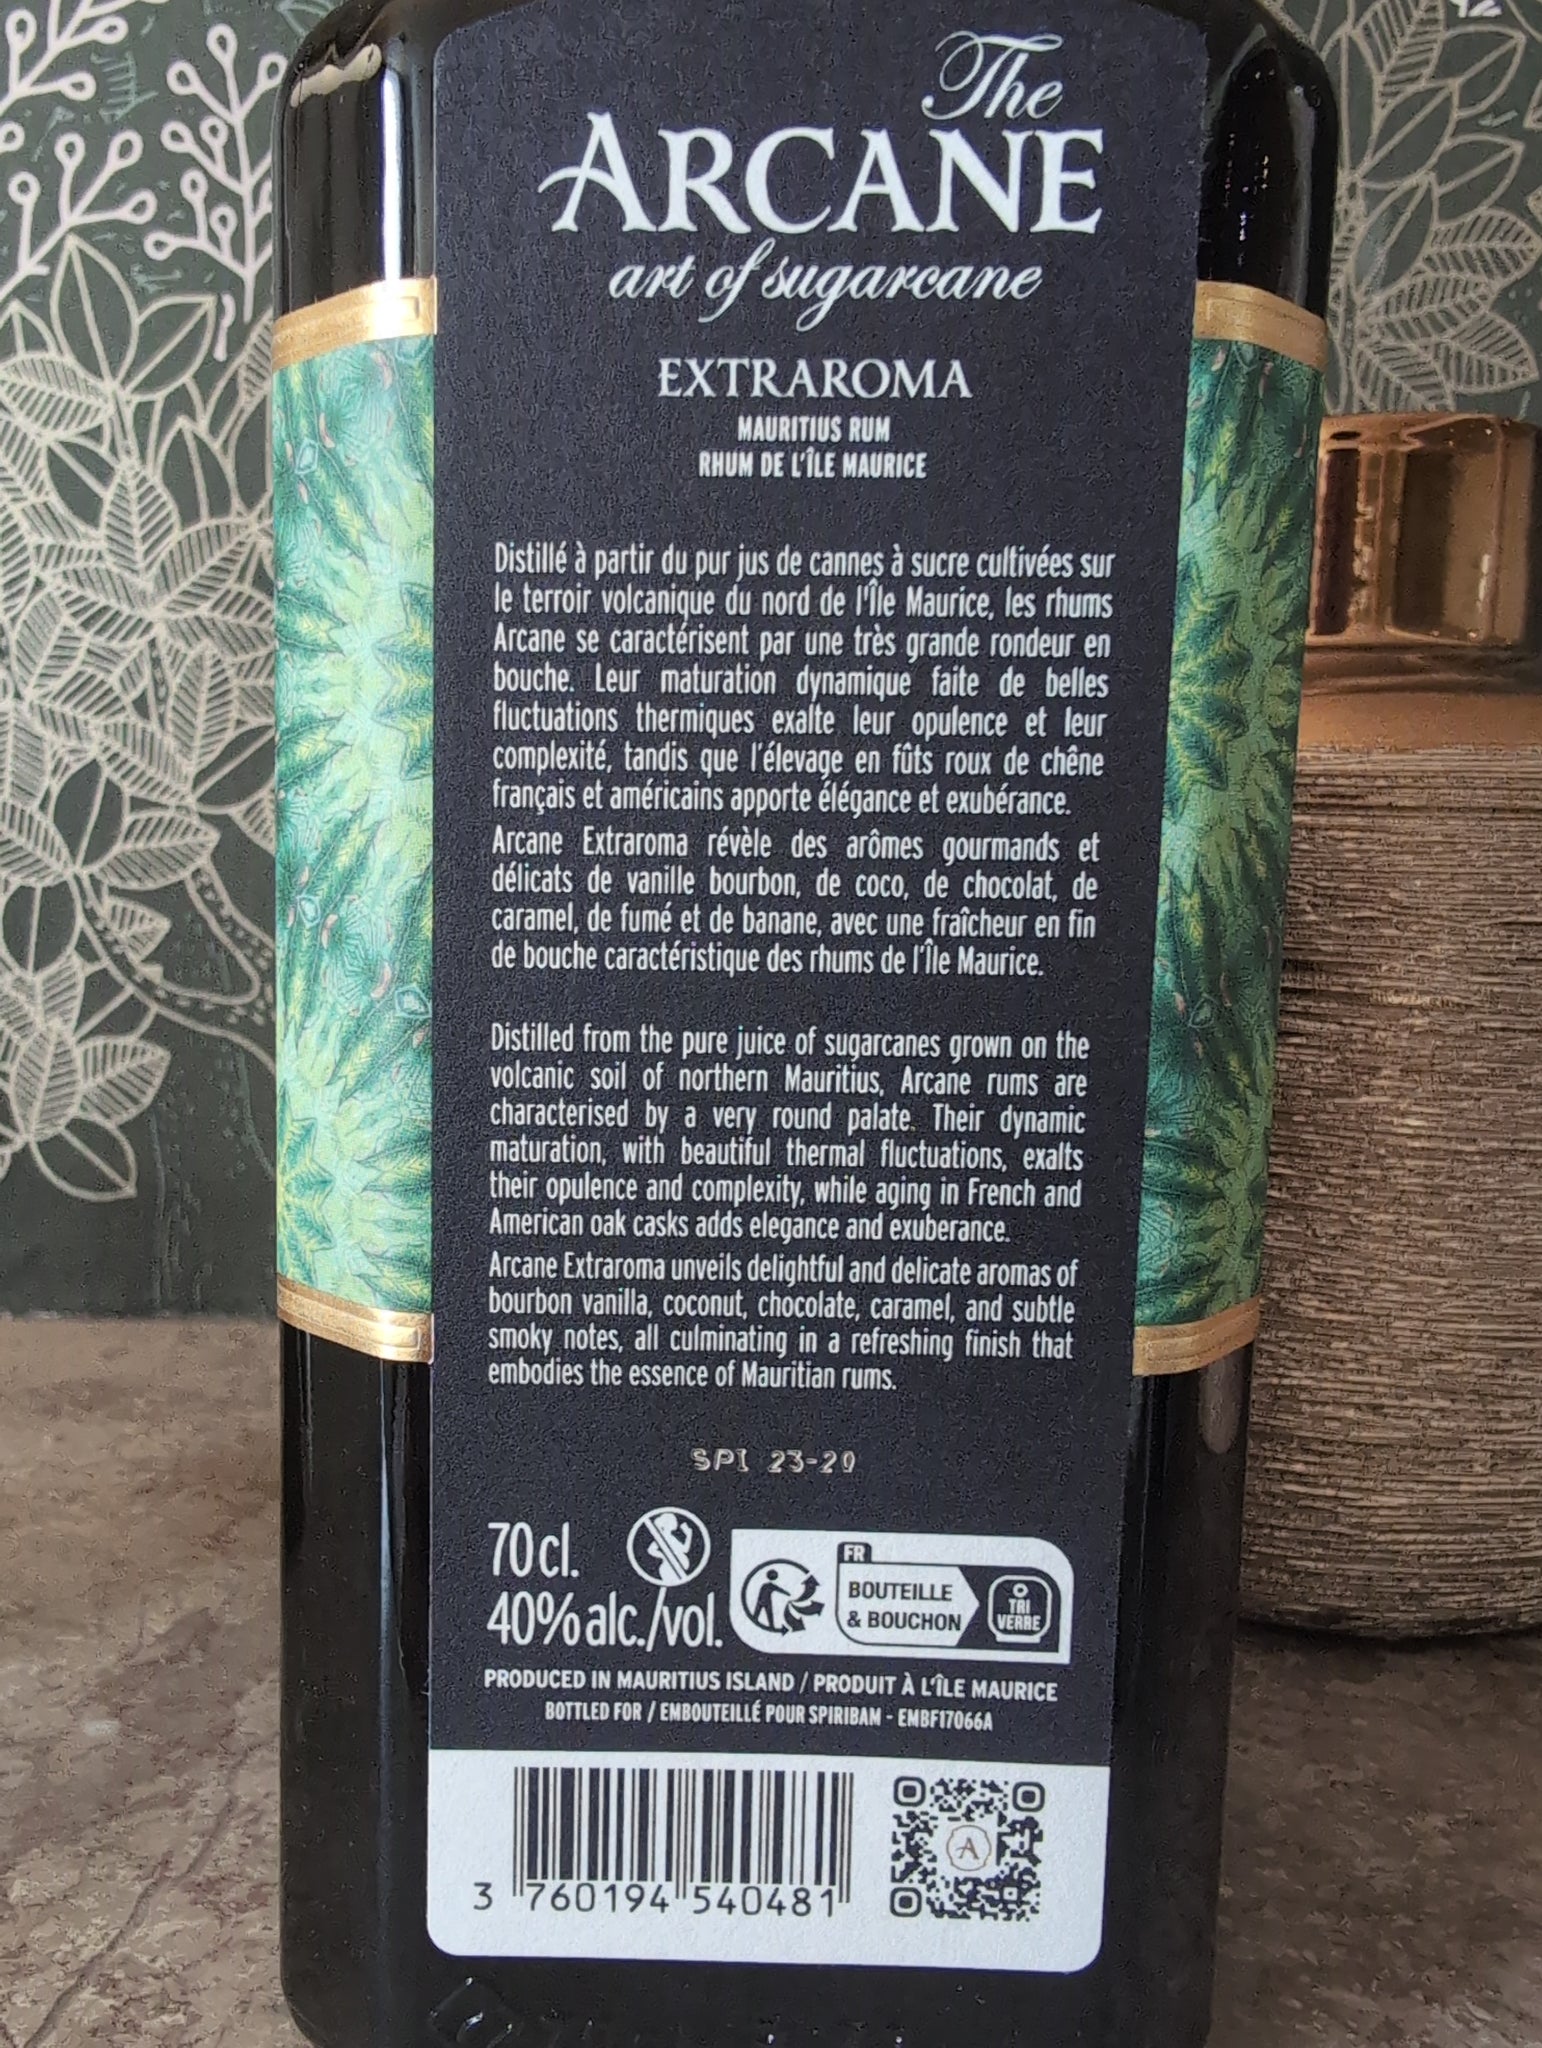 The
ARCANE
art of sugarcane
EXTRAROMA
MAURITIUS RUM
RHUM DE L'ÎLE MAURICE
Distillé à partir du pur jus de cannes à sucre cultivées sur
le terroir volcanique du nord de l'Île Maurice, les rhums
Arcane se caractérisent par une très grande rondeur en
bouche. Leur maturation dynamique faite de belles
fluctuations thermiques exalte leur opulence et leur
complexité, tandis que l'élevage en fûts roux de chêne
français et américains apporte élégance et exubérance.
Arcane Extraroma révèle des arômes gourmands et
délicats de vanille bourbon, de coco, de chocolat, de
caramel, de fumé et de banane, avec une fraîcheur en fin
de bouche caractéristique des rhums de l'Île Maurice.
Distilled from the pure juice of sugarcanes grown on the
volcanic soil of northern Mauritius, Arcane rums are
characterised by a very round palate. Their dynamic
maturation, with beautiful thermal fluctuations, exalts
their opulence and complexity, while aging in French and
American oak casks adds elegance and exuberance.
Arcane Extraroma unveils delightful and delicate aromas of
bourbon vanilla, coconut, chocolate, caramel, and subtle
smoky notes, all culminating in a refreshing finish that
embodies the essence of Mauritian rums.
SPI 23-20
70 cl.
40% alc./vol.
FR
BOUTEILLE
& BOUCHON
TRI
VERRE
PRODUCED IN MAURITIUS ISLAND / PRODUIT À L'ÎLE MAURICE
BOTTLED FOR / EMBOUTEILLÉ POUR SPIRIBAM - EMBF17066A
3 760194 540481
A